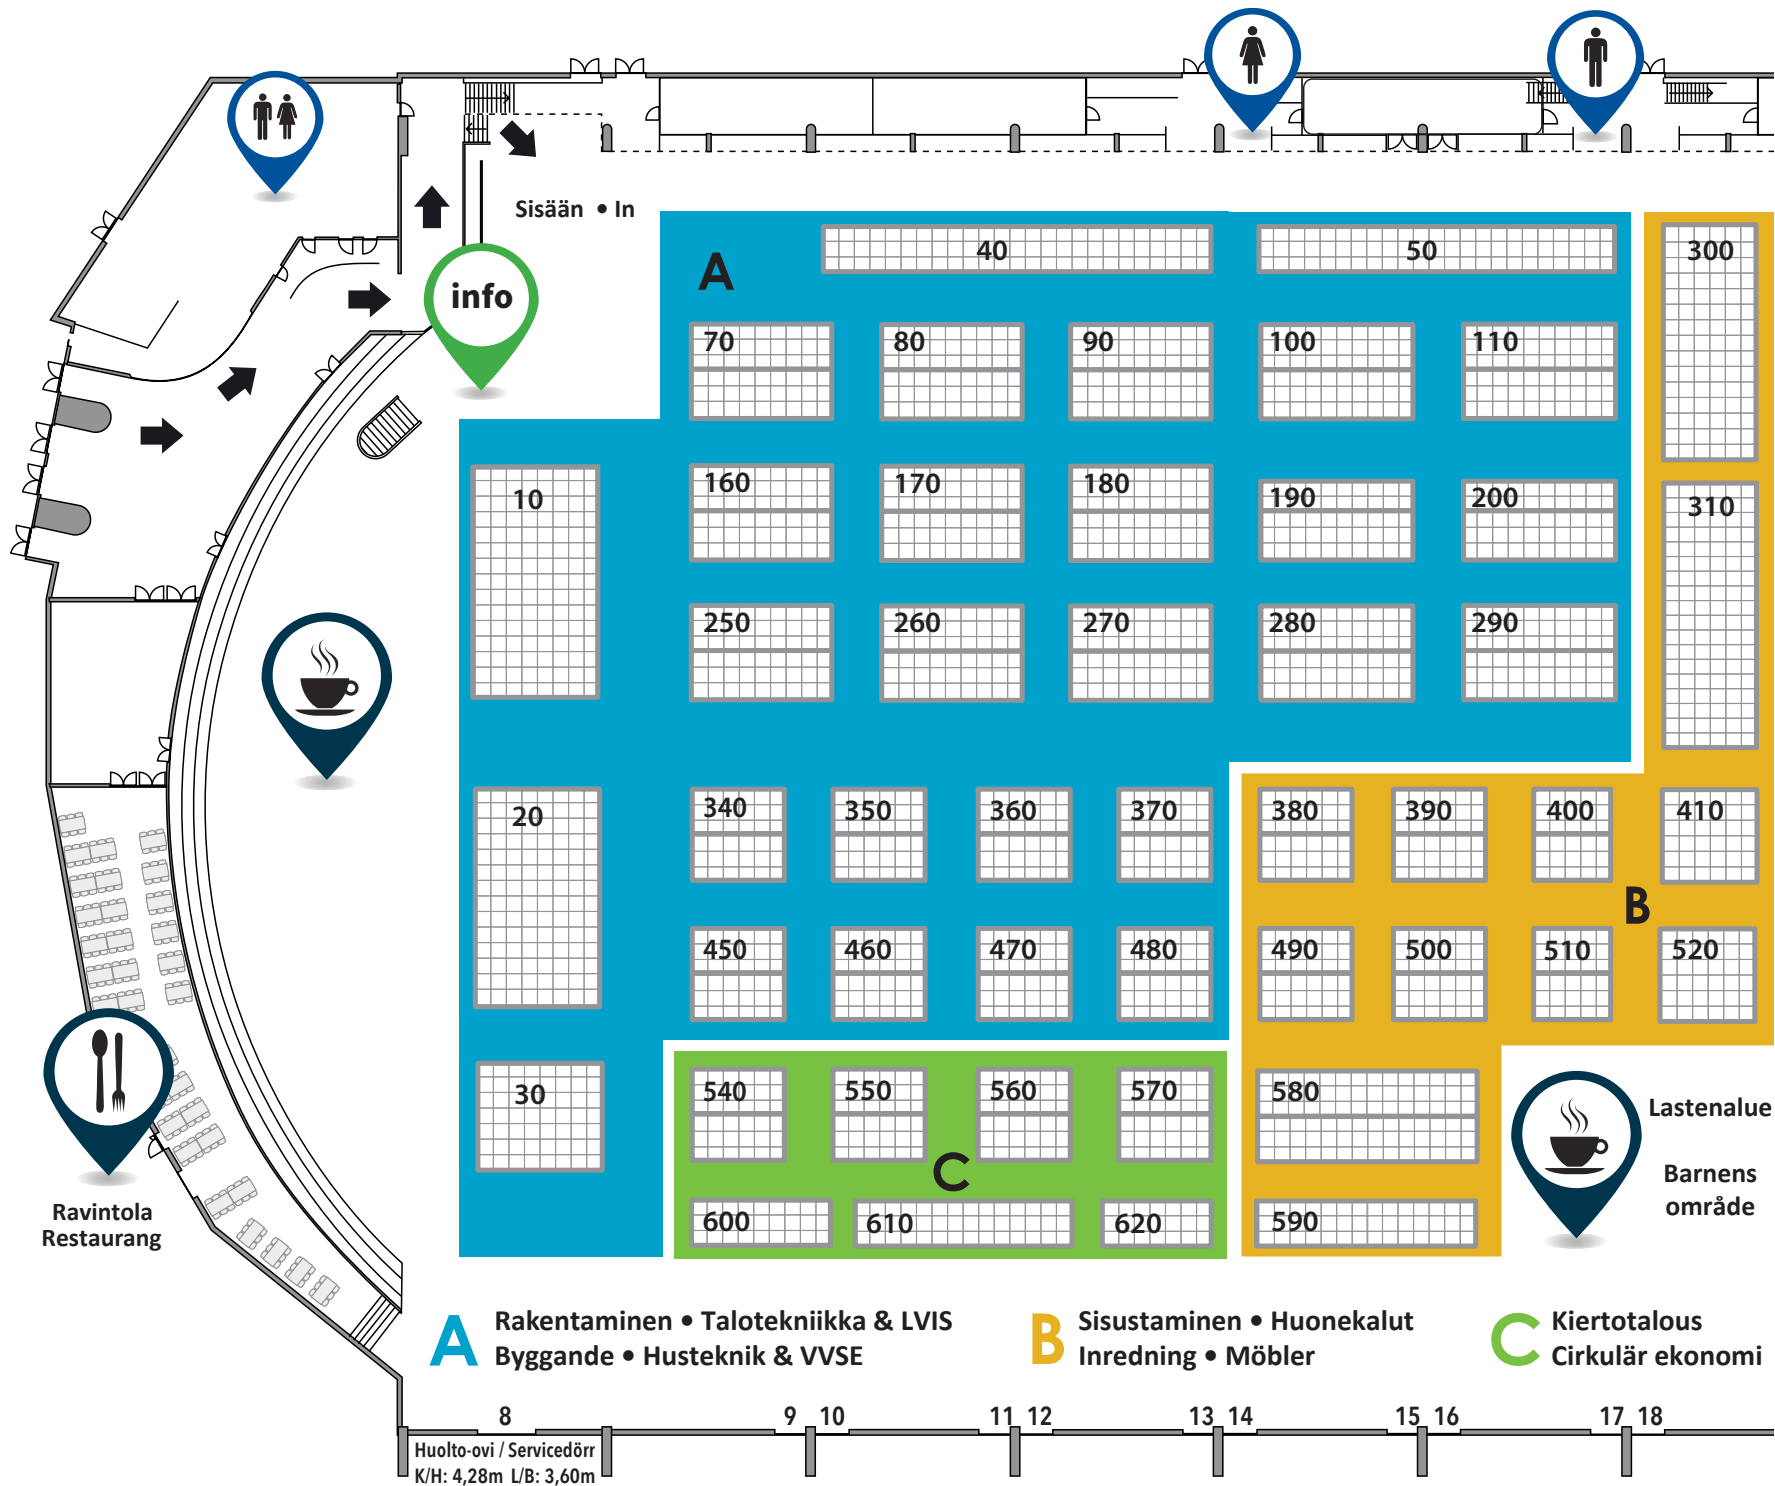 Sisään • In
info
A
40
50
300
70
80
90
100
110
10
160
170
180
190
200
310
250
260
270
280
290
20
340
350
360
370
380
390
400
410
B
450
460
470
480
490
500
510
520
30
540
550
560
570
580
C
600
610
620
590
Lastenalue
Barnens
område
Ravintola
Restaurang
A
Rakentaminen • Talotekniikka & LVIS
Byggande • Husteknik & VVSE
B
Sisustaminen • Huonekalut
Inredning • Möbler
C
Kiertotalous
Cirkulär ekonomi
8 9 10 11 12 13 14 15 16 17 18
Huolto-ovi / Servicedörr
K/H: 4,28m L/B: 3,60m